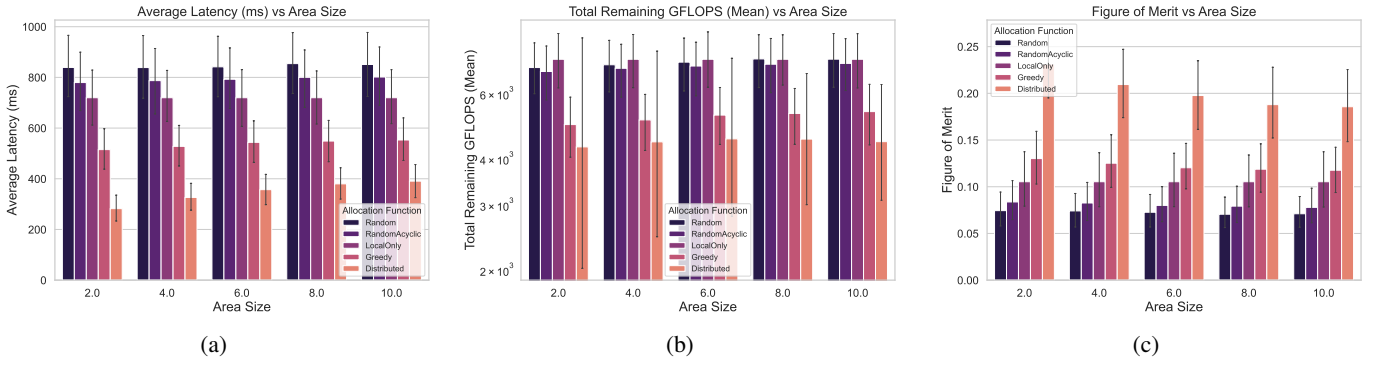 Average Latency (ms) vs Area Size
Average Latency (ms)
1000
800
600
400
200
0
2.0 4.0 6.0 8.0 10.0
Area Size
Allocation Function
Random
RandomAcyclic
LocalOnly
Greedy
Distributed
(a)
Total Remaining GFLOPS (Mean) vs Area Size
Total Remaining GFLOPS (Mean)
6 × 10³
4 × 10³
3 × 10³
2 × 10³
2.0 4.0 6.0 8.0 10.0
Area Size
Allocation Function
Random
RandomAcyclic
LocalOnly
Greedy
Distributed
(b)
Figure of Merit vs Area Size
Figure of Merit
0.25
0.20
0.15
0.10
0.05
0.00
2.0 4.0 6.0 8.0 10.0
Area Size
Allocation Function
Random
RandomAcyclic
LocalOnly
Greedy
Distributed
(c)